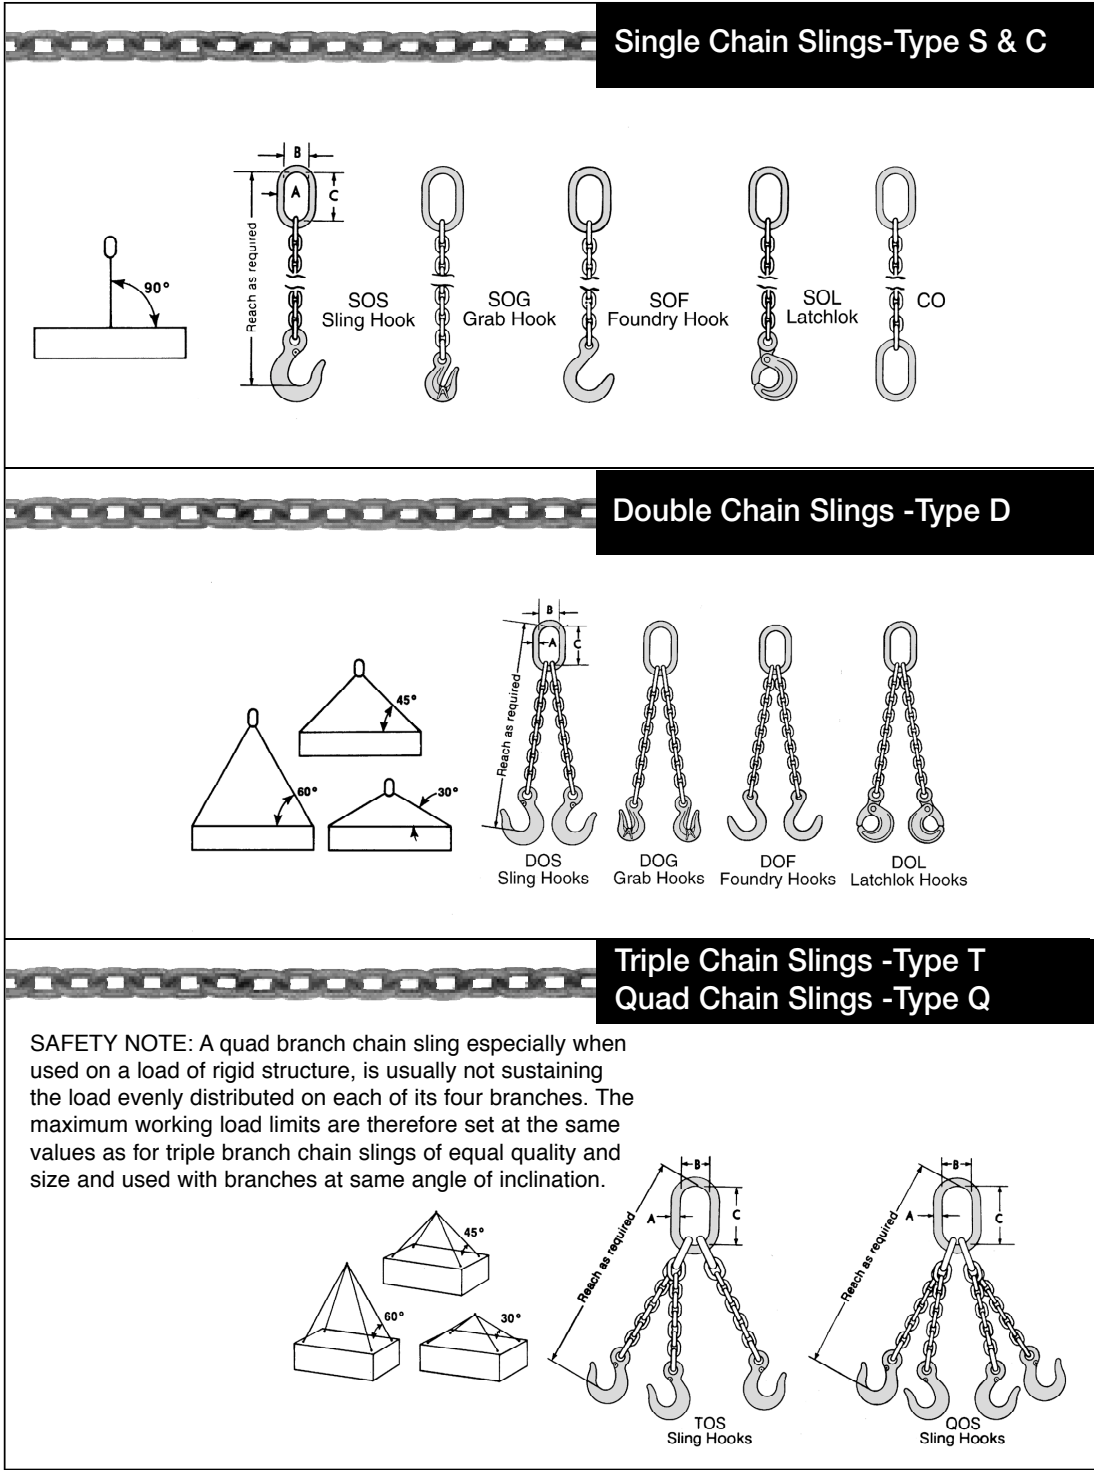 Single Chain Slings-Type S & C
B
A
C
Reach as required
90°
SOS
Sling Hook
SOG
Grab Hook
SOF
Foundry Hook
SOL
Latchlok
CO
Double Chain Slings -Type D
B
A
C
Reach as required
45°
60°
30°
DOS
Sling Hooks
DOG
Grab Hooks
DOF
Foundry Hooks
DOL
Latchlok Hooks
Triple Chain Slings -Type T
Quad Chain Slings -Type Q
SAFETY NOTE: A quad branch chain sling especially when
used on a load of rigid structure, is usually not sustaining
the load evenly distributed on each of its four branches. The
maximum working load limits are therefore set at the same
values as for triple branch chain slings of equal quality and
size and used with branches at same angle of inclination.
45°
60°
30°
B
A
C
Reach as required
TOS
Sling Hooks
B
A
C
Reach as required
QOS
Sling Hooks